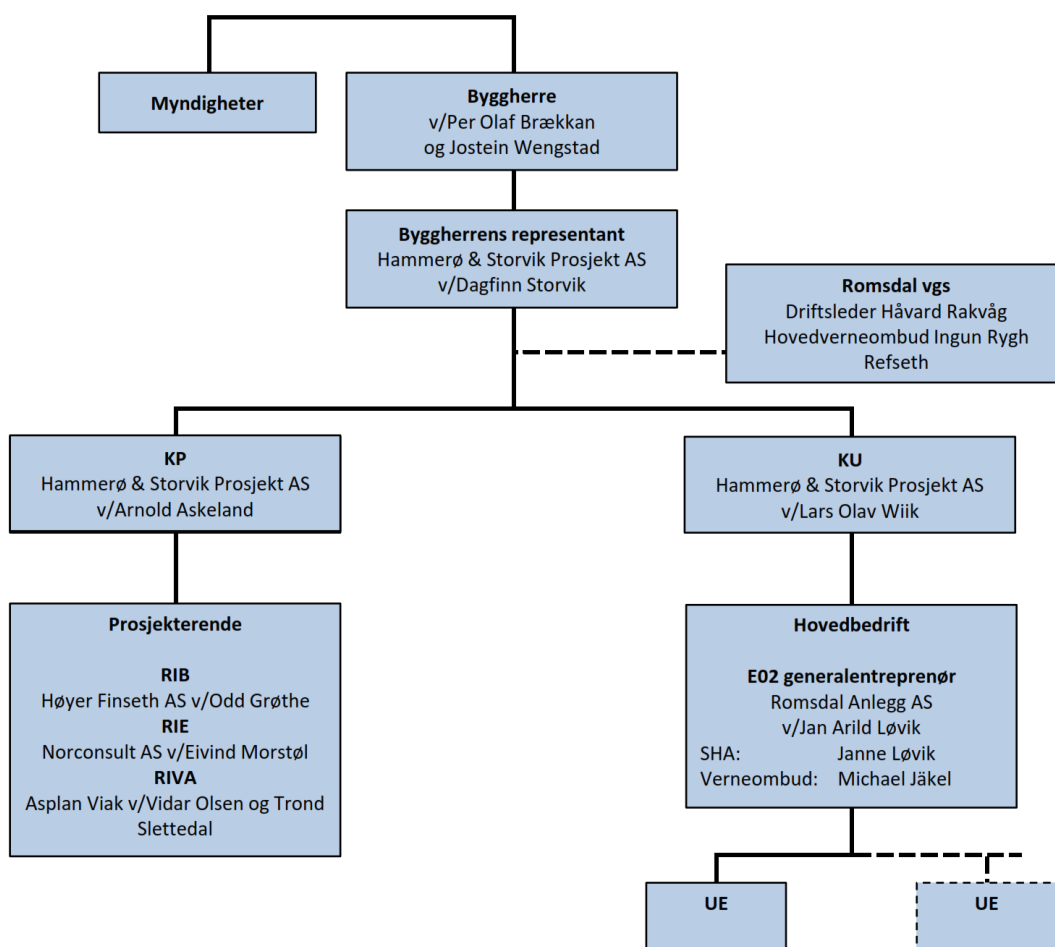 Myndigheter
Byggherre
v/Per Olaf Brækkan
og Jostein Wengstad
Byggherrens representant
Hammerø & Storvik Prosjekt AS
v/Dagfinn Storvik
Romsdal vgs
Driftsleder Håvard Rakvåg
Hovedverneombud Ingun Rygh
Refseth
KP
Hammerø & Storvik Prosjekt AS
v/Arnold Askeland
KU
Hammerø & Storvik Prosjekt AS
v/Lars Olav Wiik
Prosjekterende
RIB
Høyer Finseth AS v/Odd Grøthe
RIE
Norconsult AS v/Eivind Morstøl
RIVA
Asplan Viak v/Vidar Olsen og Trond
Slettedal
Hovedbedrift
E02 generalentreprenør
Romsdal Anlegg AS
v/Jan Arild Løvik
SHA: Janne Løvik
Verneombud: Michael Jäkel
UE
UE